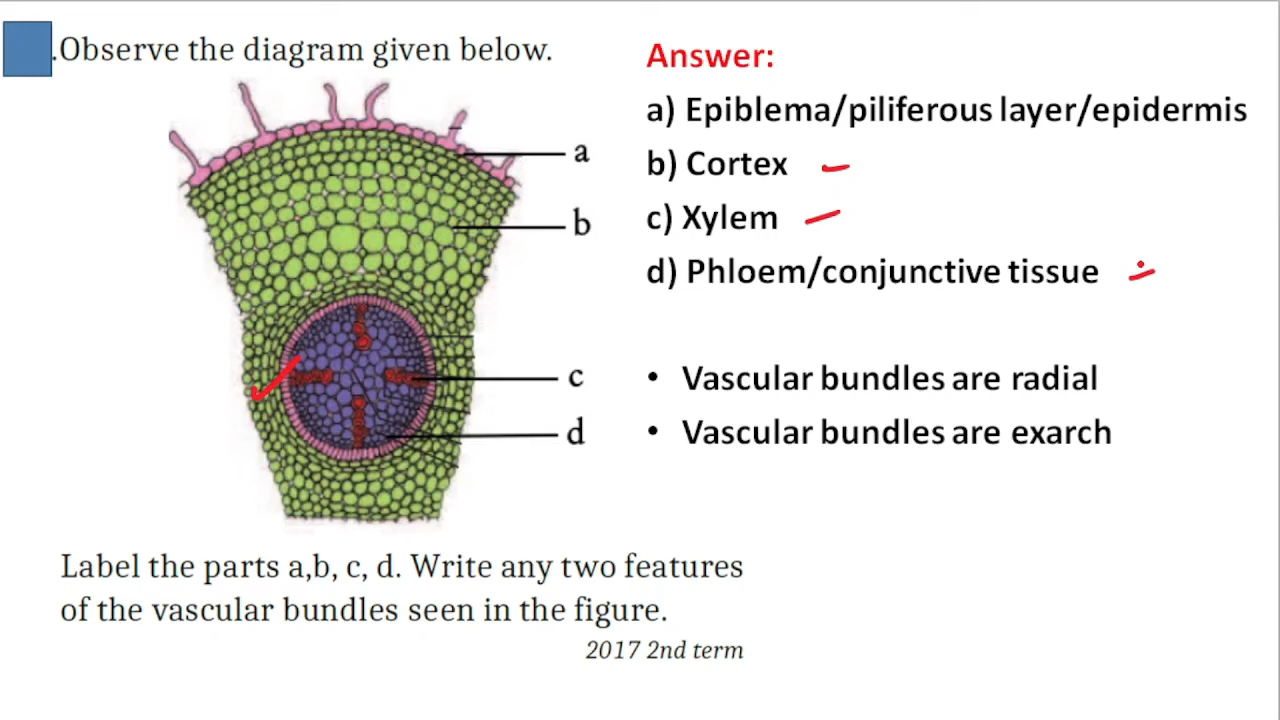 .Observe the diagram given below.
a
b
c
d
Label the parts a,b, c, d. Write any two features
of the vascular bundles seen in the figure.
2017 2nd term
Answer:
a) Epiblema/piliferous layer/epidermis
b) Cortex
c) Xylem
d) Phloem/conjunctive tissue
• Vascular bundles are radial
• Vascular bundles are exarch